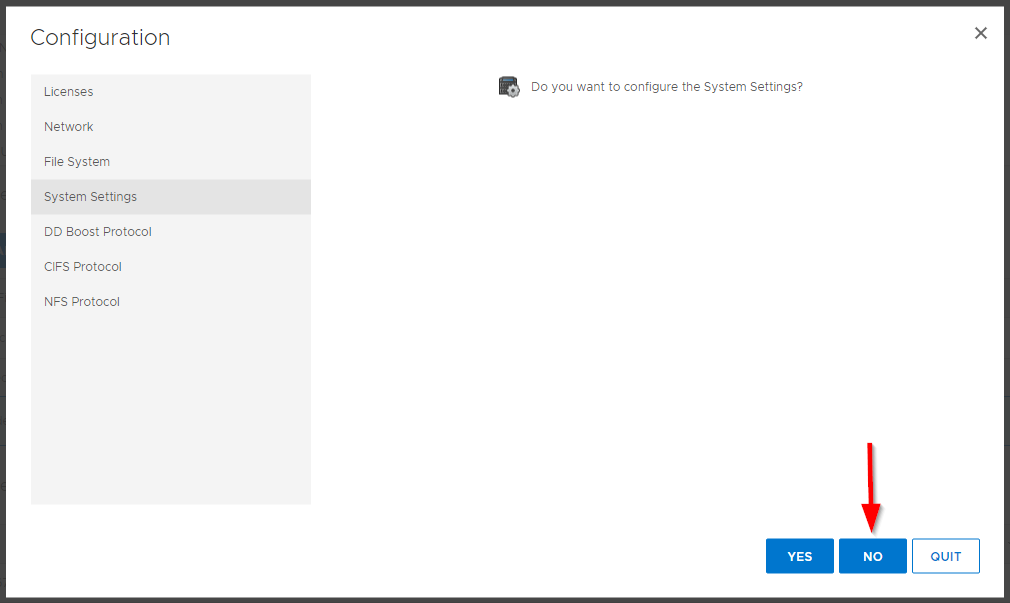 Configuration
Licenses
Network
File System
System Settings
DD Boost Protocol
CIFS Protocol
NFS Protocol
Do you want to configure the System Settings?
YES
NO
QUIT